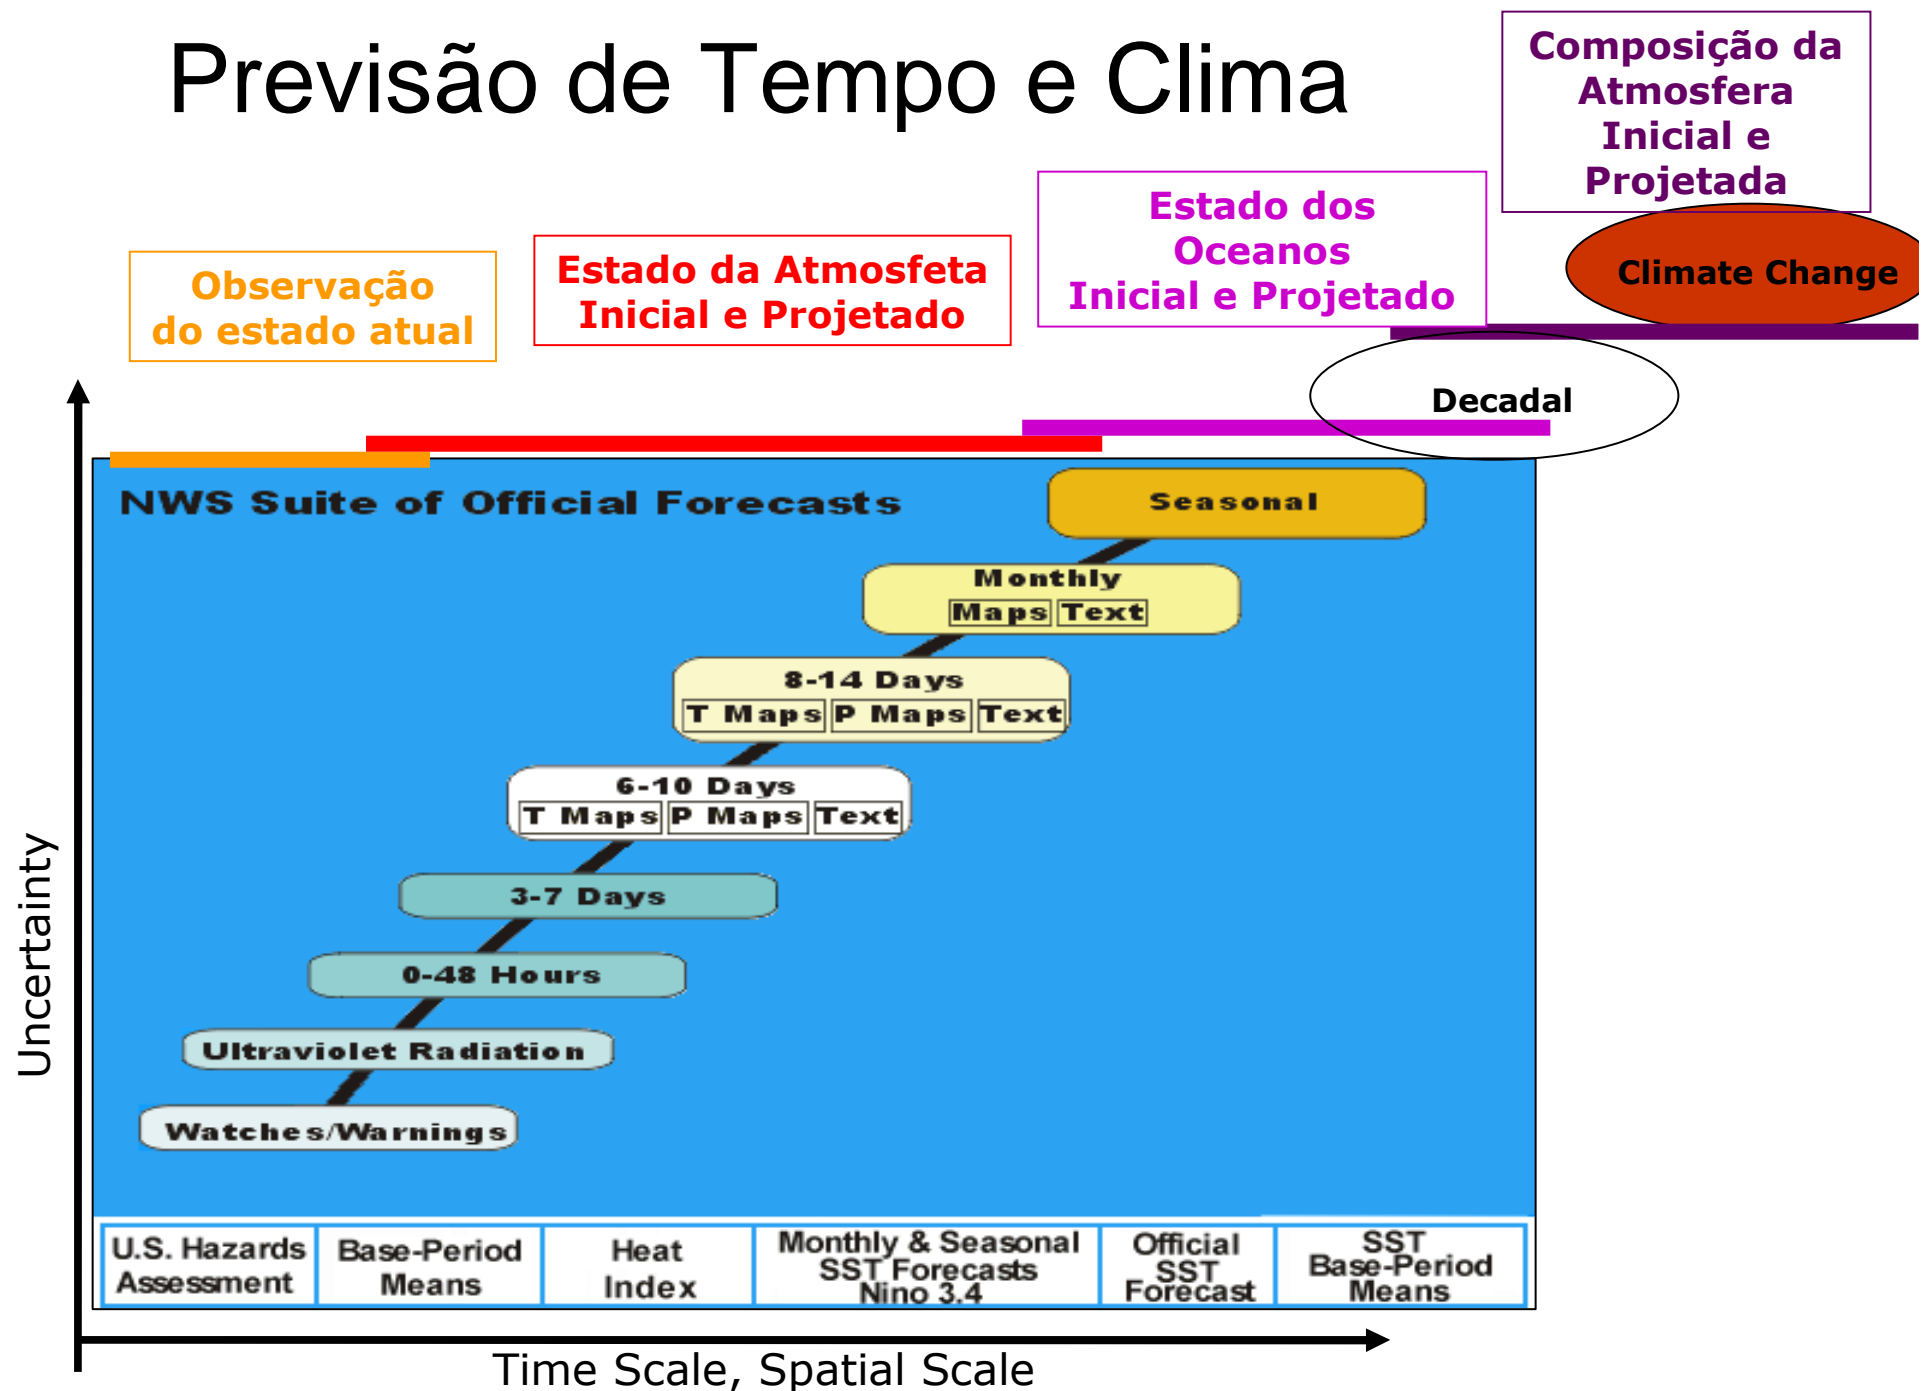 Previsão de Tempo e Clima
Composição da
Atmosfera
Inicial e
Projetada
Estado dos
Oceanos
Inicial e Projetado
Estado da Atmosfeta
Inicial e Projetado
Observação
do estado atual
Climate Change
Decadal
NWS Suite of Official Forecasts
Seasonal
Monthly
Maps Text
8-14 Days
T Maps P Maps Text
6-10 Days
T Maps P Maps Text
3-7 Days
0-48 Hours
Ultraviolet Radiation
Watches/Warnings
Uncertainty
U.S. Hazards
Assessment
Base-Period
Means
Heat
Index
Monthly & Seasonal
SST Forecasts
Nino 3.4
Official
SST
Forecast
SST
Base-Period
Means
Time Scale, Spatial Scale